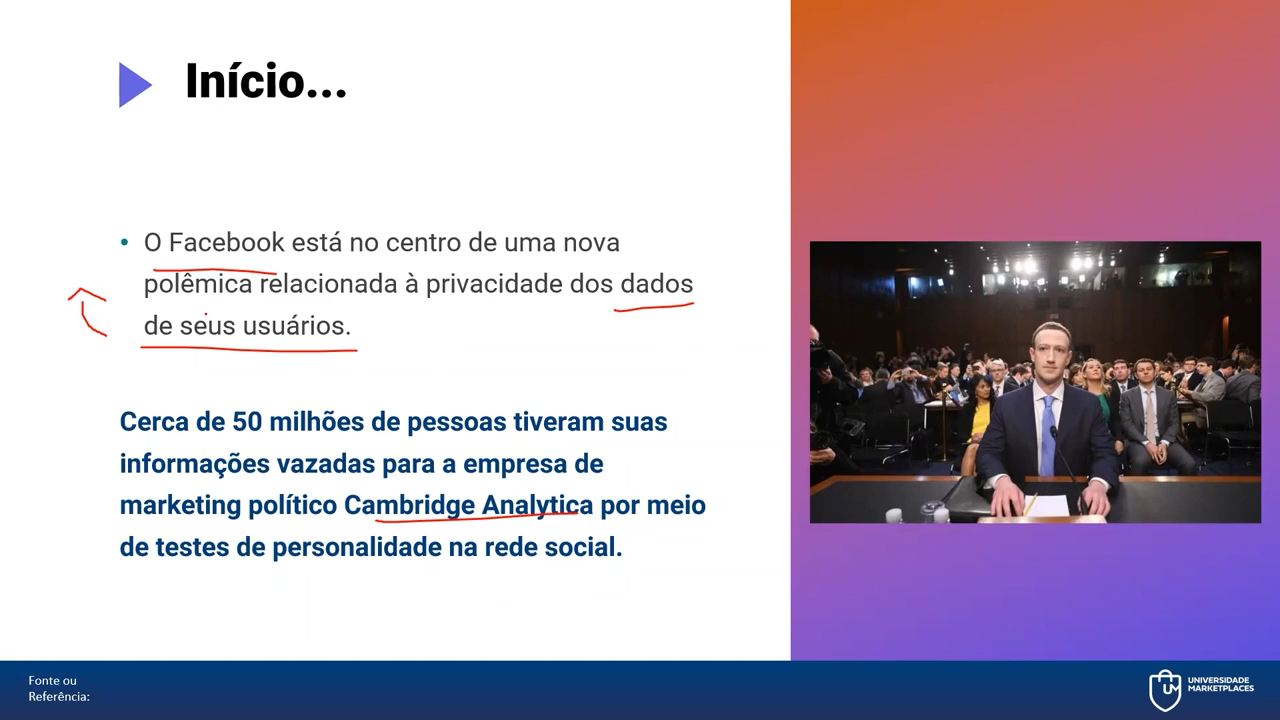 Início...
• O Facebook está no centro de uma nova
polêmica relacionada à privacidade dos dados
de seus usuários.
Cerca de 50 milhões de pessoas tiveram suas
informações vazadas para a empresa de
marketing político Cambridge Analytica por meio
de testes de personalidade na rede social.
Fonte ou
Referência:
UM
UNIVERSIDADE
MARKETPLACES